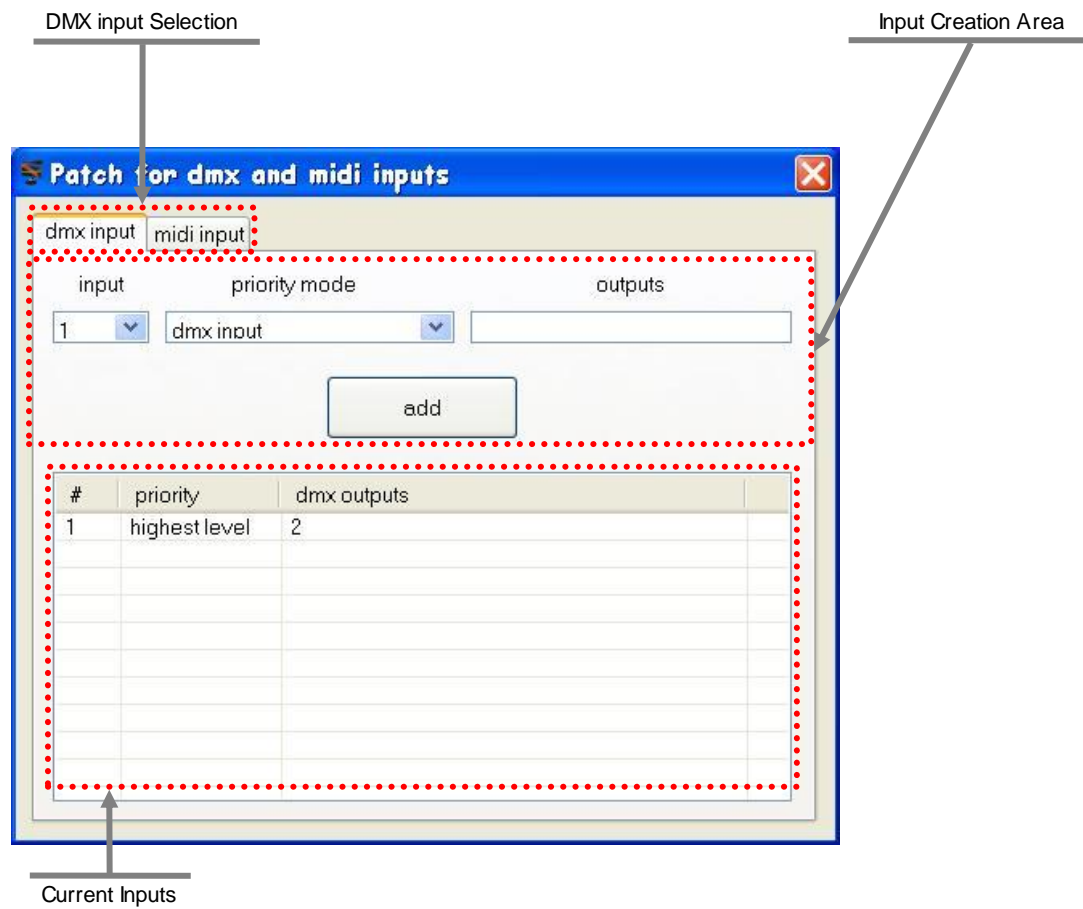 DMX input Selection
Input Creation Area
Patch for dmx and midi inputs
dmx input midi input
input priority mode outputs
1 dmx input
add
# priority dmx outputs
1 highest level 2
Current Inputs